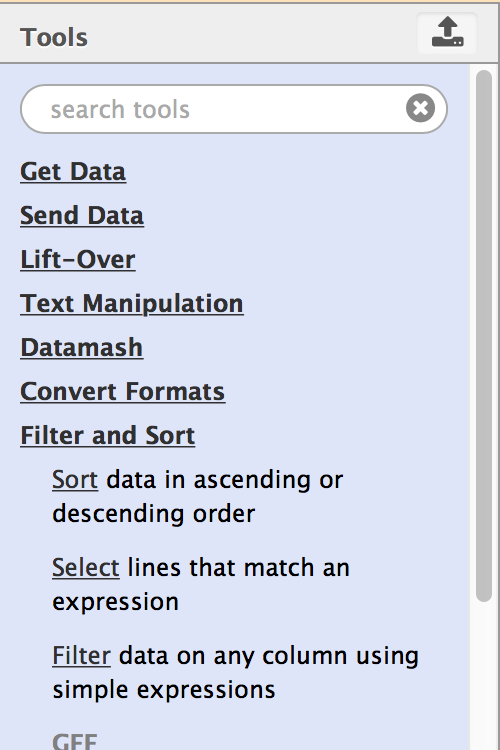 Tools
search tools
Get Data
Send Data
Lift-Over
Text Manipulation
Datamash
Convert Formats
Filter and Sort
Sort data in ascending or
descending order
Select lines that match an
expression
Filter data on any column using
simple expressions
GFF